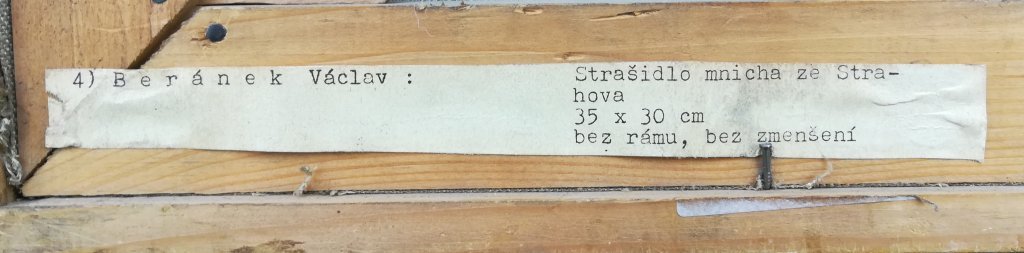 4) B e r á n e k Václav : Strašidlo mnicha ze Stra-
hova
35 x 30 cm
bez rámu, bez zmenšení